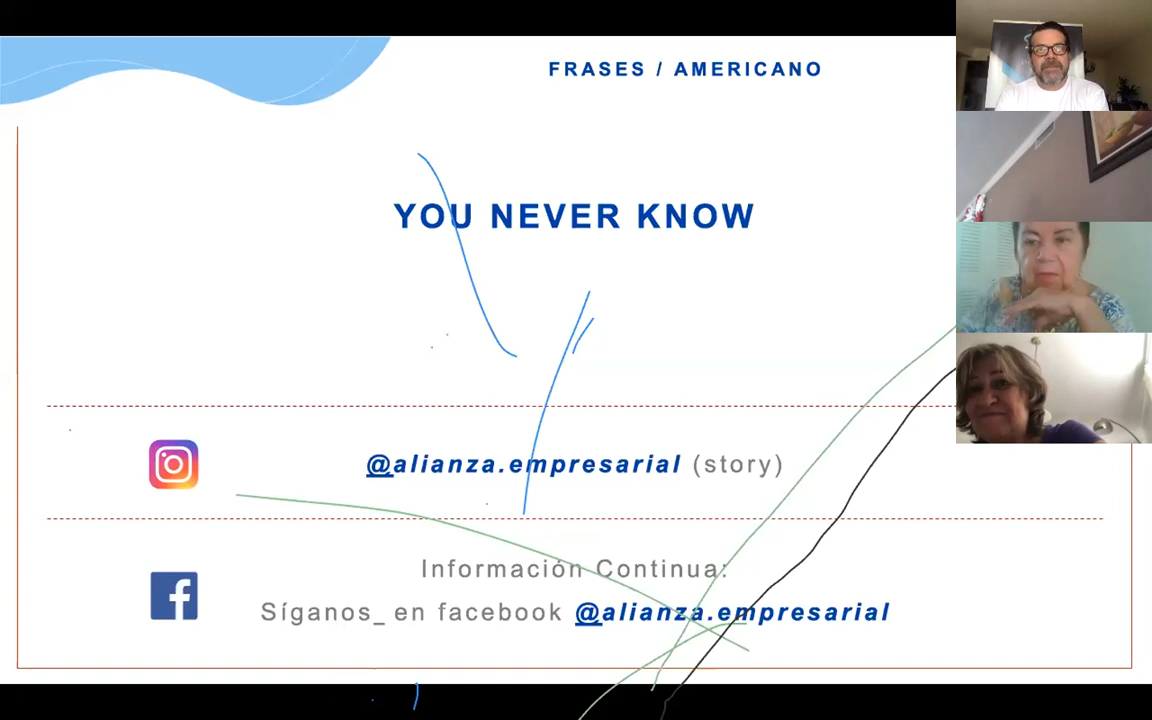 FRASES / AMERICANO
YOU NEVER KNOW
@alianza.empresarial (story)
Información Continua:
Síganos_ en facebook @alianza.empresarial